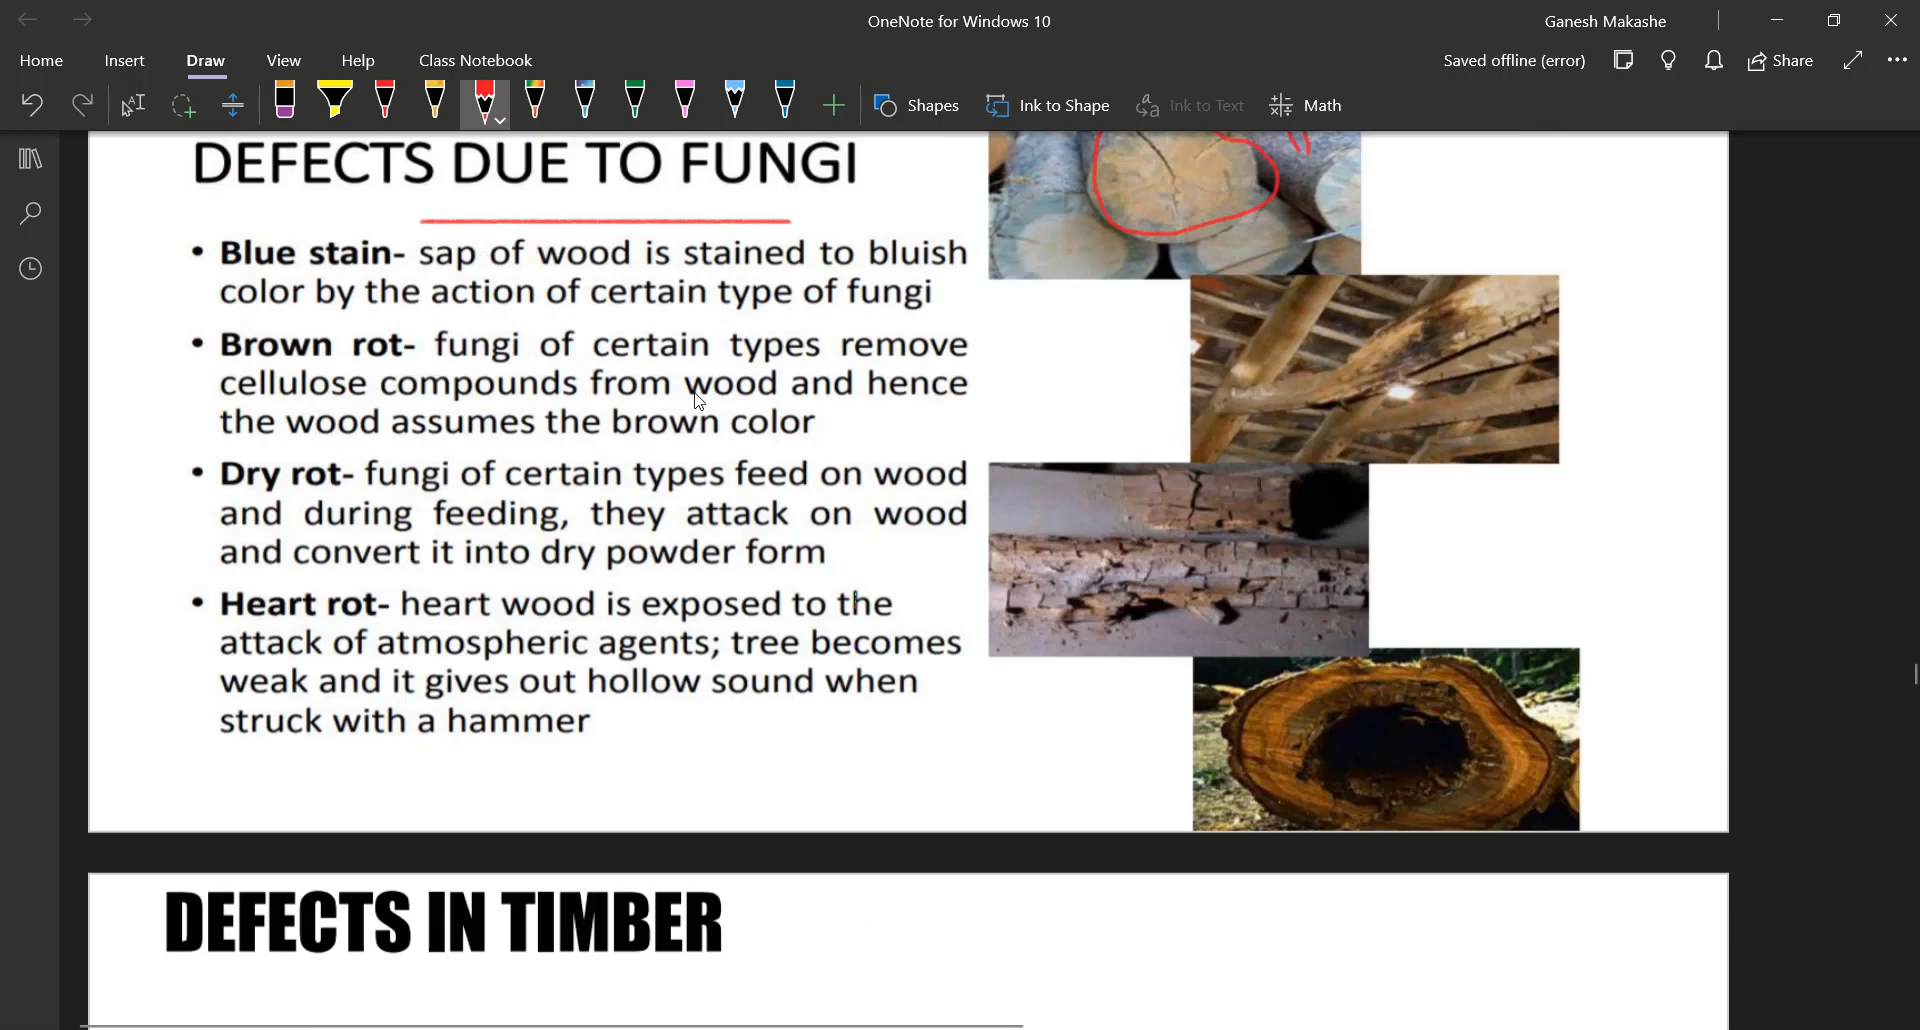 OneNote for Windows 10
Ganesh Makashe
Home Insert Draw View Help Class Notebook
Saved offline (error) Share
Shapes Ink to Shape Ink to Text Math
DEFECTS DUE TO FUNGI
• Blue stain- sap of wood is stained to bluish
color by the action of certain type of fungi
• Brown rot- fungi of certain types remove
cellulose compounds from wood and hence
the wood assumes the brown color
• Dry rot- fungi of certain types feed on wood
and during feeding, they attack on wood
and convert it into dry powder form
• Heart rot- heart wood is exposed to the
attack of atmospheric agents; tree becomes
weak and it gives out hollow sound when
struck with a hammer
DEFECTS IN TIMBER